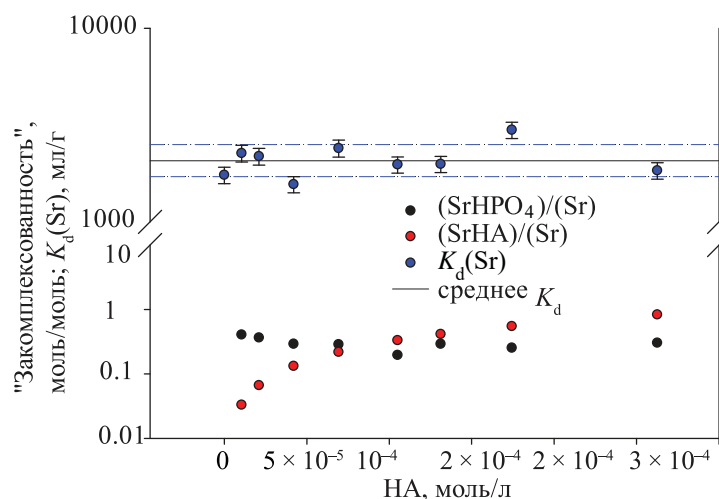 "Закомплексованность",
моль/моль; Kd(Sr), мл/г
10000
1000
10
1
0.1
0.01
(SrHPO4)/(Sr)
(SrHA)/(Sr)
Kd(Sr)
среднее Kd
0 5 × 10–5 10–4 2 × 10–4 2 × 10–4 3 × 10–4
HA, моль/л